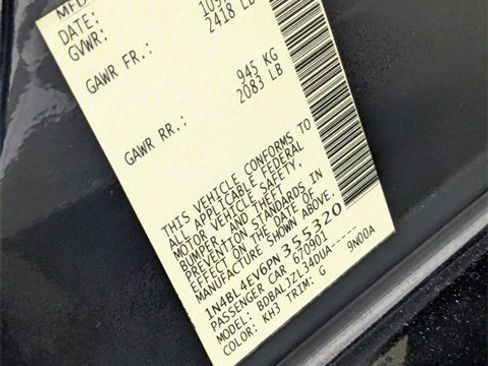 MFD
DATE:
GVWR:
2418 LB
GAWR FR.:
945 KG
2083 LB
GAWR RR.:
THIS VEHICLE CONFORMS TO
ALL APPLICABLE FEDERAL
MOTOR VEHICLE SAFETY,
BUMPER, AND THEFT
PREVENTION STANDARDS IN
EFFECT ON THE DATE OF
MANUFACTURE SHOWN ABOVE.
1N4BL4EV6PN355320
PASSENGER CAR 670901
MODEL: BDBALJZL34DUA-----
COLOR: KH3 TRIM: G 9N00A